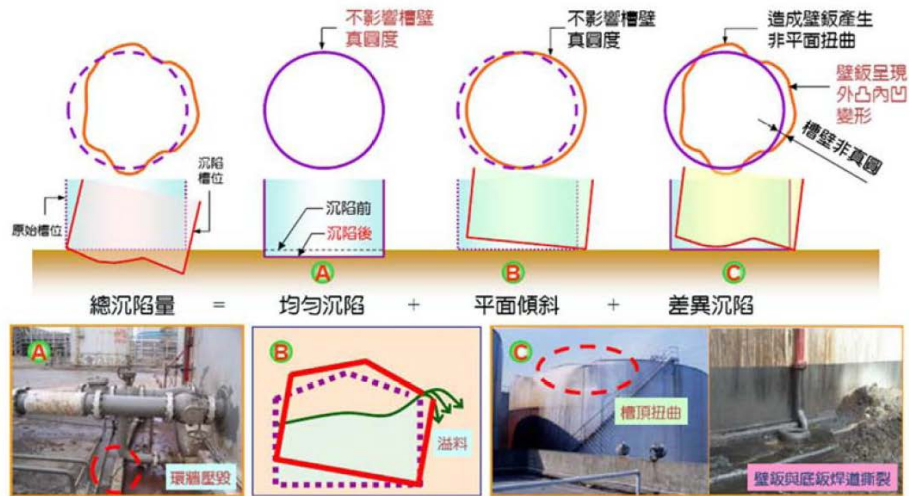 不影響槽壁
真圓度
不影響槽壁
真圓度
造成壁鈑產生
非平面扭曲
壁鈑呈現
外凸內凹
變形
槽壁非真圓
沉陷
槽位
原始槽位
沉陷前
沉陷後
A
B
C
總沉陷量 = 均勻沉陷 + 平面傾斜 + 差異沉陷
A
環牆壓毀
B
溢料
C
槽頂扭曲
壁鈑與底鈑焊道撕裂